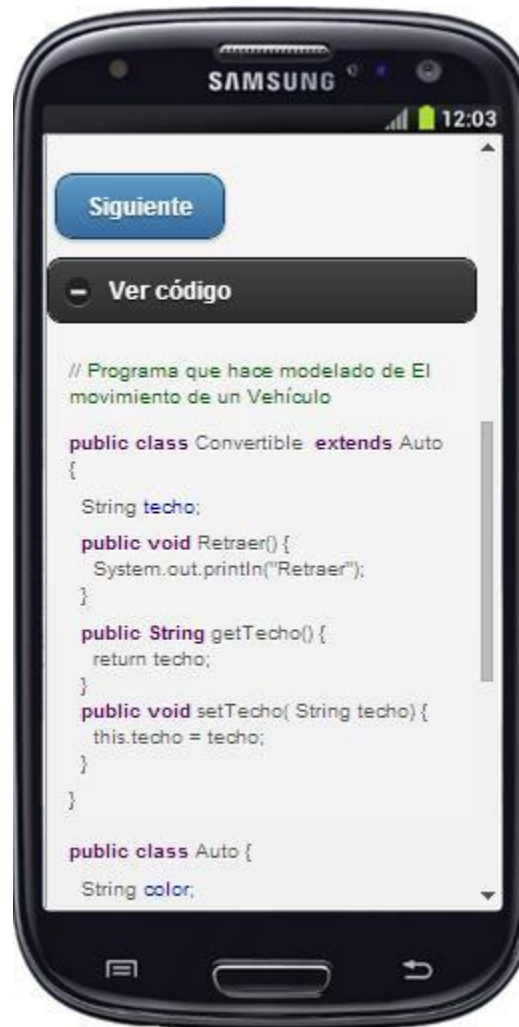 SAMSUNG
12:03
Siguiente
Ver código
// Programa que hace modelado de El
movimiento de un Vehículo
public class Convertible extends Auto
{
String techo;
public void Retraer() {
System.out.println("Retraer");
}
public String getTecho() {
return techo;
}
public void setTecho( String techo) {
this.techo = techo;
}
}
public class Auto {
String color;